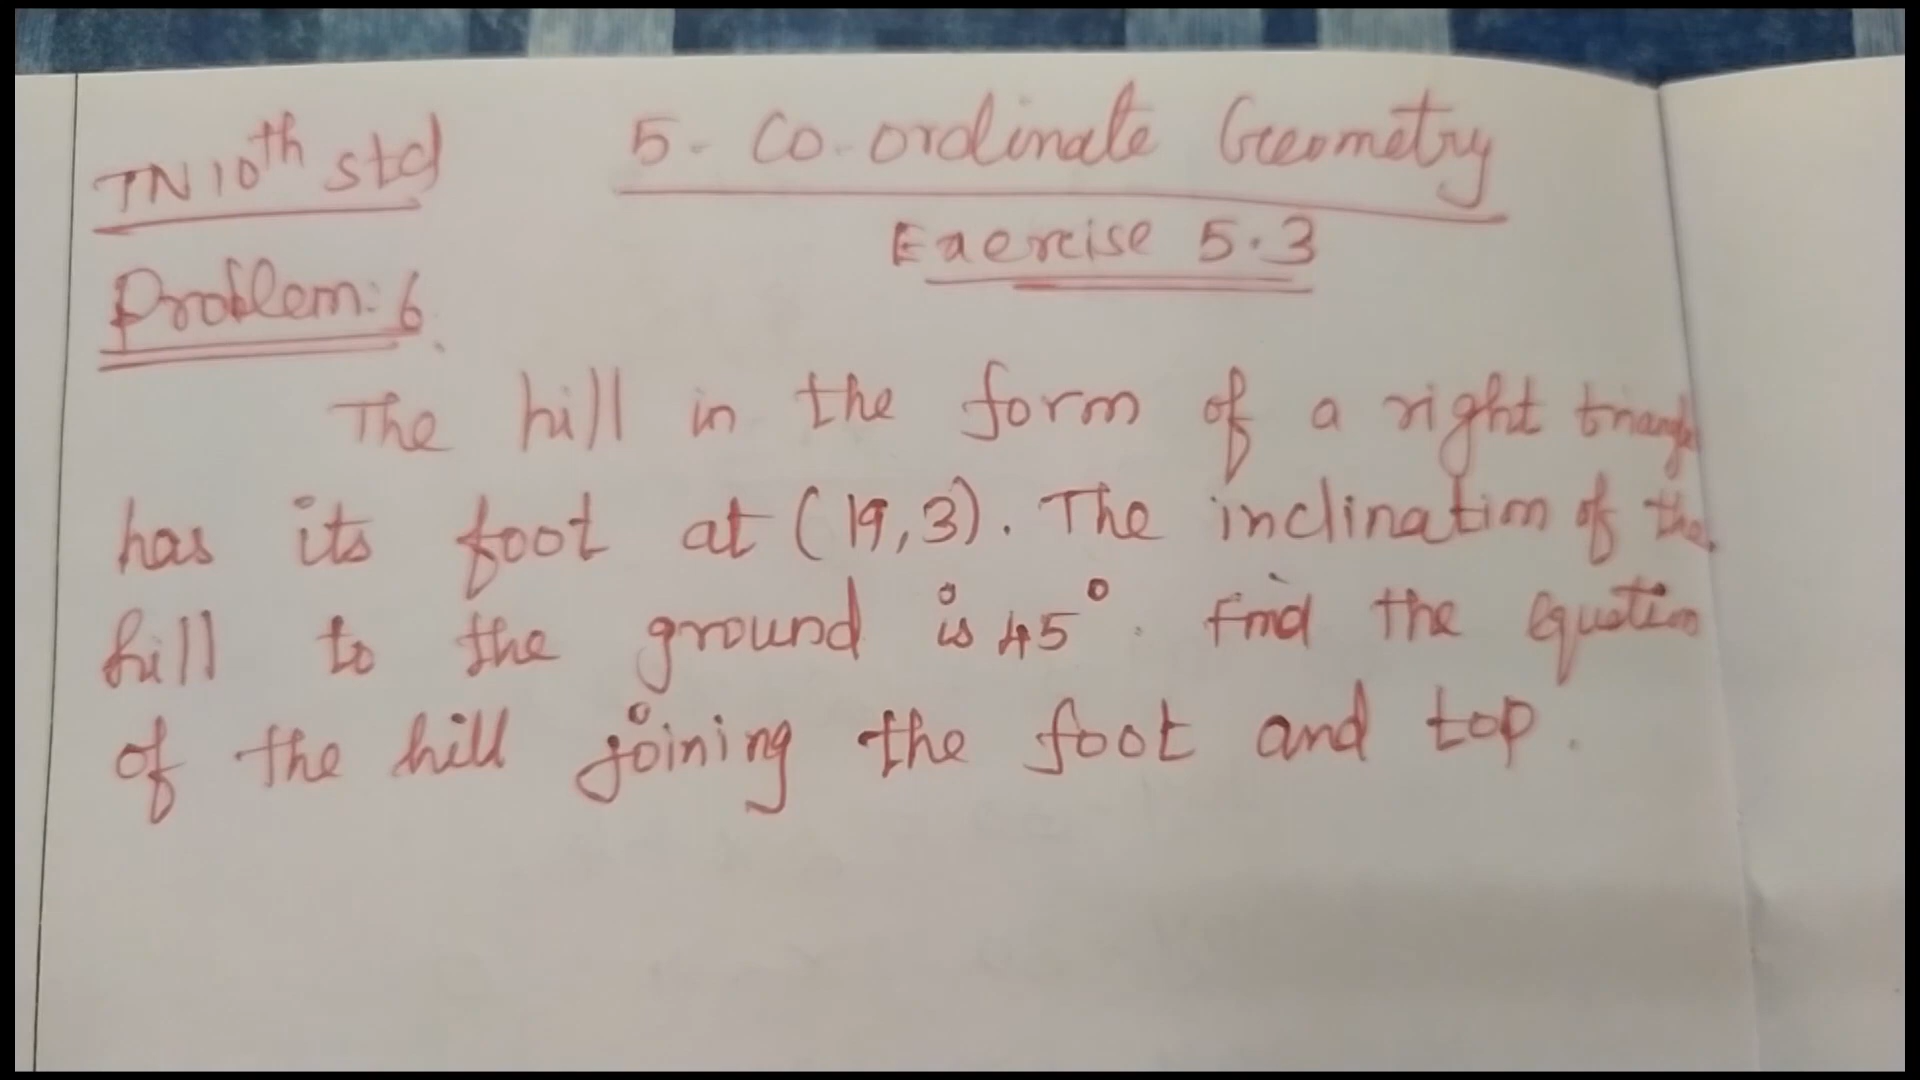 TN 10th std
5. Co-ordinate Geometry
Exercise 5.3
Problem: 6.
The hill in the form of a right triangle
has its foot at (19,3). The inclination of the
hill to the ground is 45°. Find the equation
of the hill joining the foot and top.